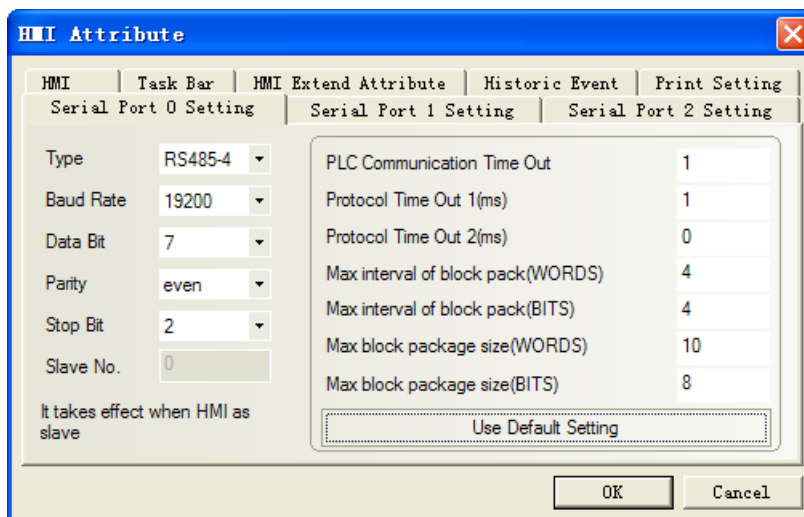 HMI Attribute
HMI Task Bar HMI Extend Attribute Historic Event Print Setting
Serial Port 0 Setting Serial Port 1 Setting Serial Port 2 Setting
Type RS485-4
Baud Rate 19200
Data Bit 7
Parity even
Stop Bit 2
Slave No. 0
It takes effect when HMI as
slave
PLC Communication Time Out 1
Protocol Time Out 1(ms) 1
Protocol Time Out 2(ms) 0
Max interval of block pack(WORDS) 4
Max interval of block pack(BITS) 4
Max block package size(WORDS) 10
Max block package size(BITS) 8
Use Default Setting
OK Cancel